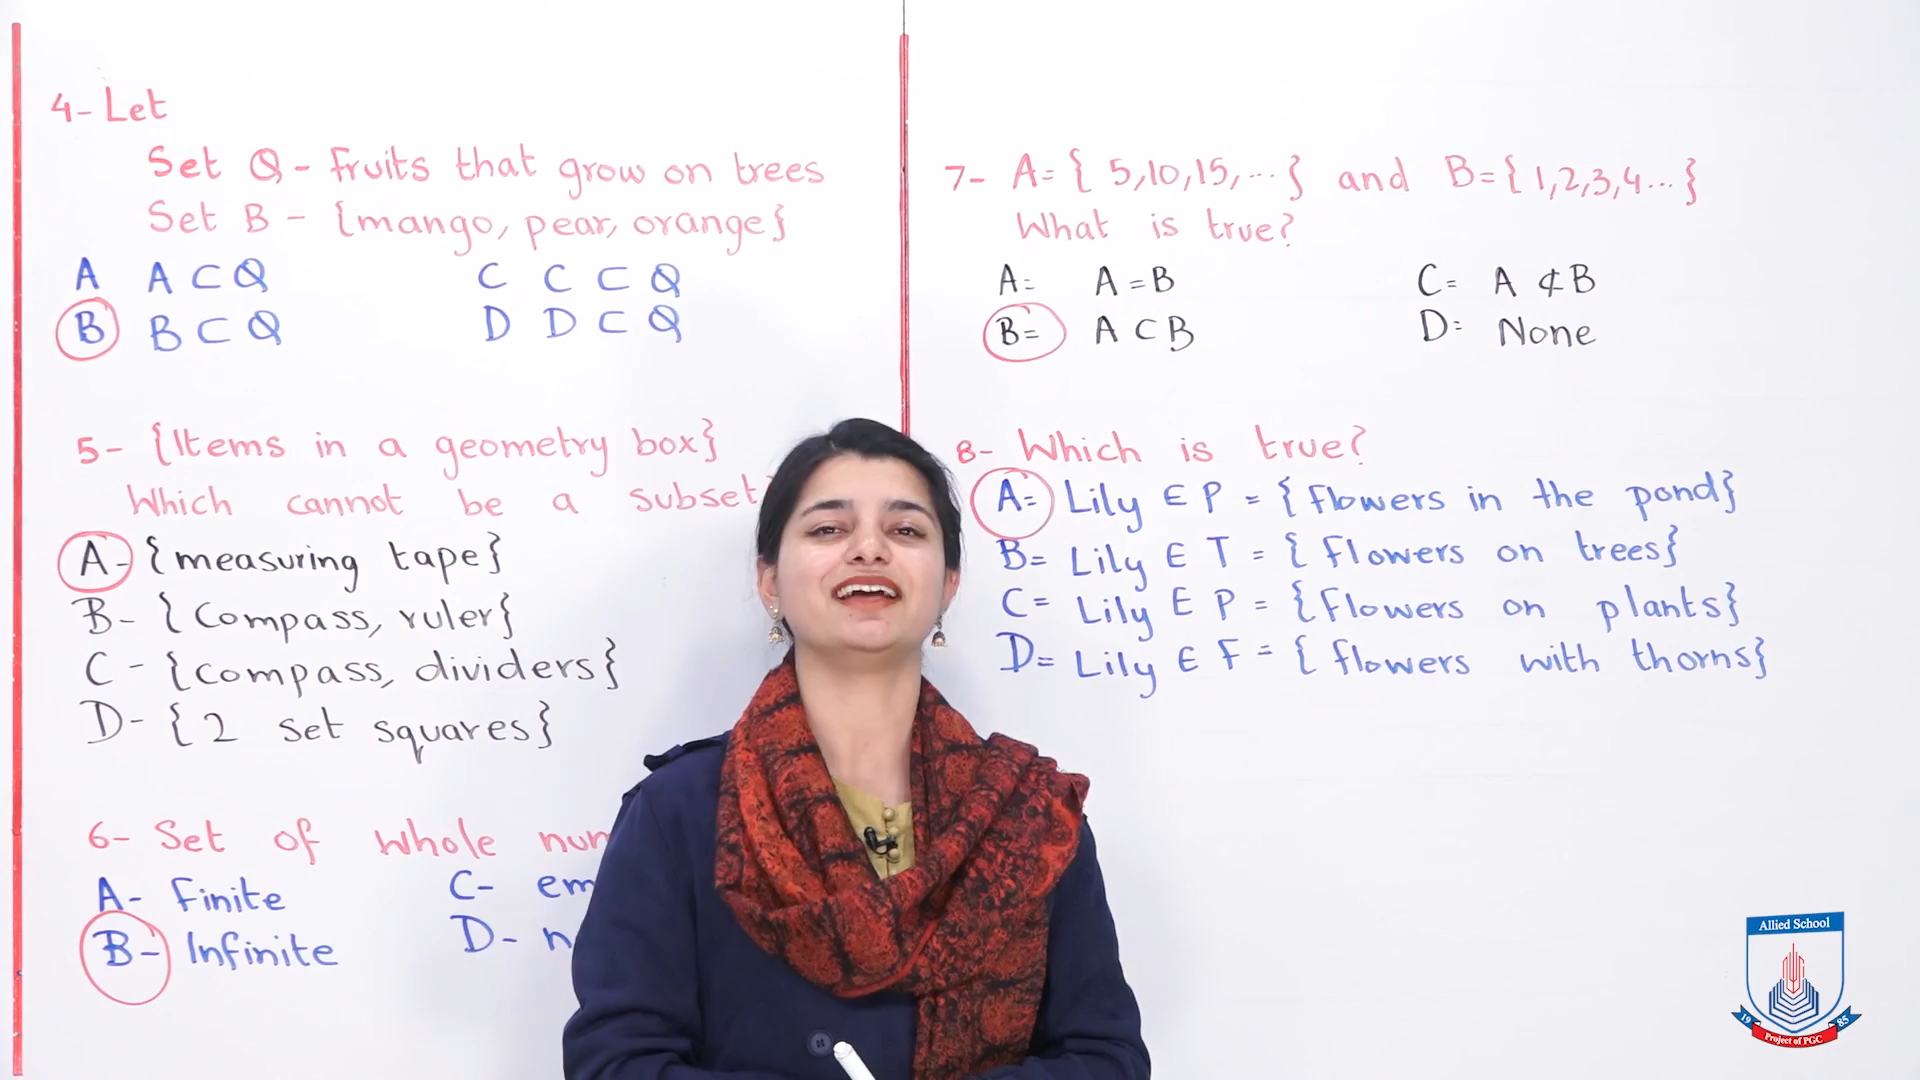 4- Let
Set Q - fruits that grow on trees
Set B - {mango, pear, orange}
A A ⊂ Q
B B ⊂ Q
C C ⊂ Q
D D ⊂ Q
5- {Items in a geometry box}
Which cannot be a subset
A- {measuring tape}
B- {Compass, ruler}
C- {compass, dividers}
D- {2 set squares}
6- Set of whole
A- Finite
B- Infinite
C-
D-
7- A={ 5,10,15,...} and B={1,2,3,4...}
What is true?
A= A=B
B= A ⊂ B
C= A ⊄ B
D= None
8- Which is true?
A= Lily ∈ P = {flowers in the pond}
B= Lily ∈ T = { flowers on trees}
C= Lily ∈ P = {flowers on plants}
D= Lily ∈ F = { flowers with thorns}
Allied School
19 85
Project of PGC